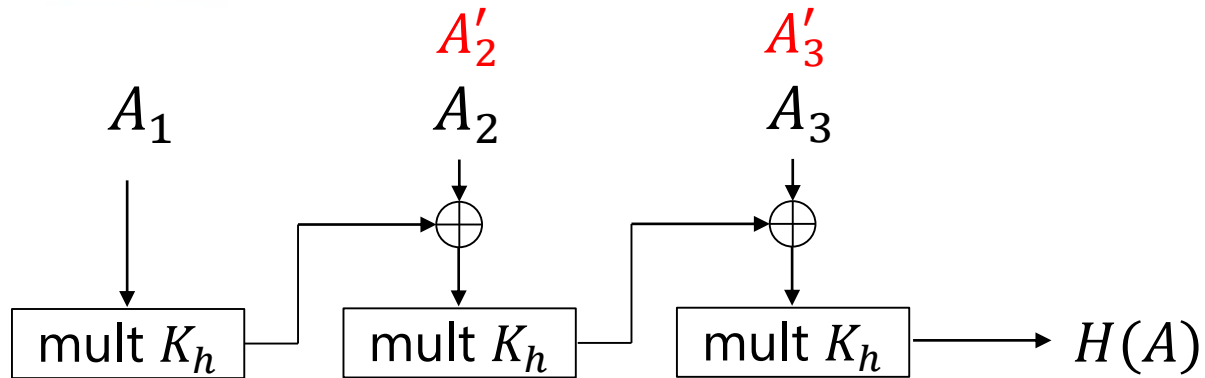 A′₂ A′₃
A₁ A₂ A₃
mult Kₕ mult Kₕ mult Kₕ H(A)